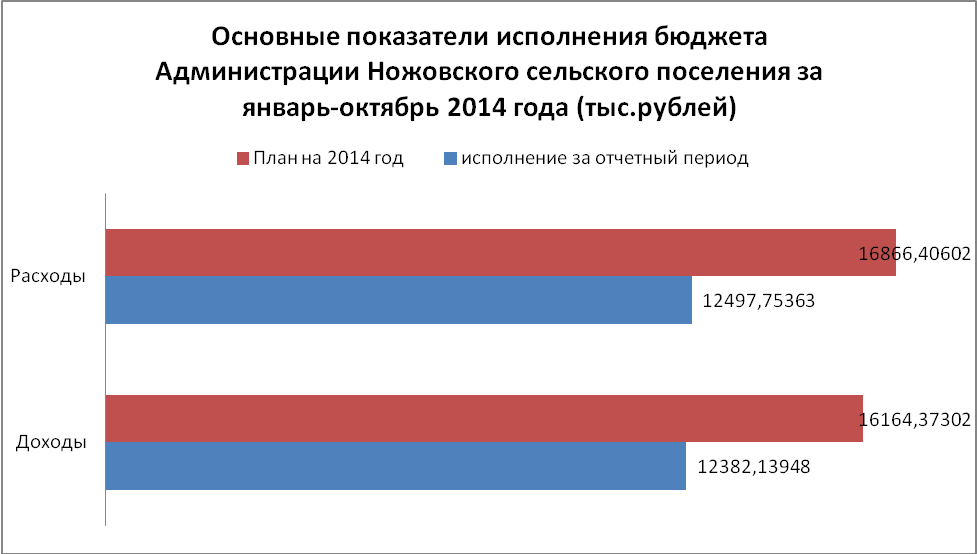 Основные показатели исполнения бюджета
Администрации Ножовского сельского поселения за
январь-октябрь 2014 года (тыс.рублей)
План на 2014 год исполнение за отчетный период
Расходы
16866,40602
12497,75363
Доходы
16164,37302
12382,13948